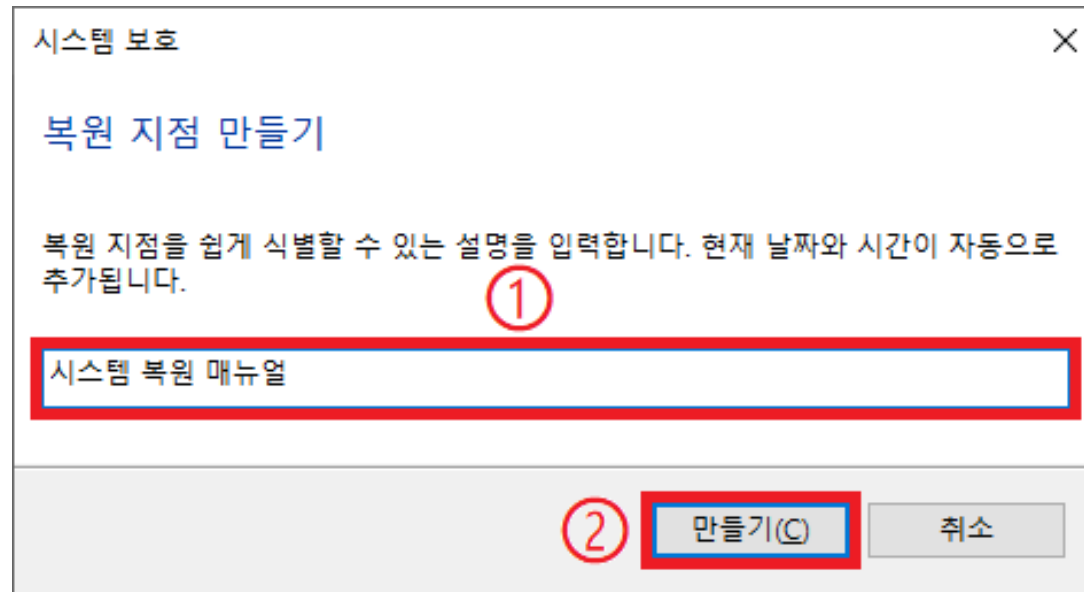 시스템 보호
복원 지점 만들기
복원 지점을 쉽게 식별할 수 있는 설명을 입력합니다. 현재 날짜와 시간이 자동으로
추가됩니다.
①
시스템 복원 매뉴얼
② 만들기(C) 취소